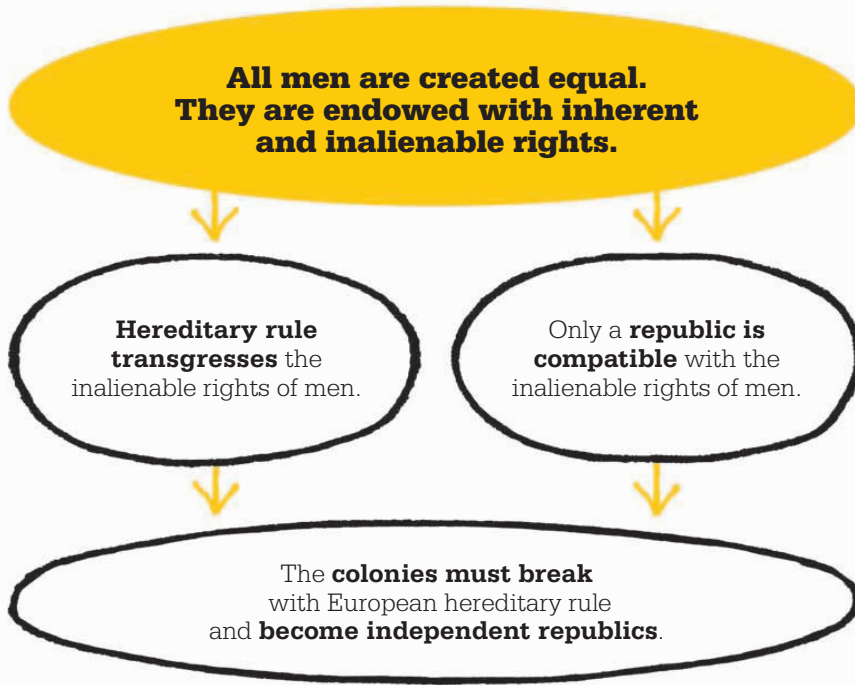 All men are created equal.
They are endowed with inherent
and inalienable rights.
Hereditary rule
transgresses the
inalienable rights of men.
Only a republic is
compatible with the
inalienable rights of men.
The colonies must break
with European hereditary rule
and become independent republics.